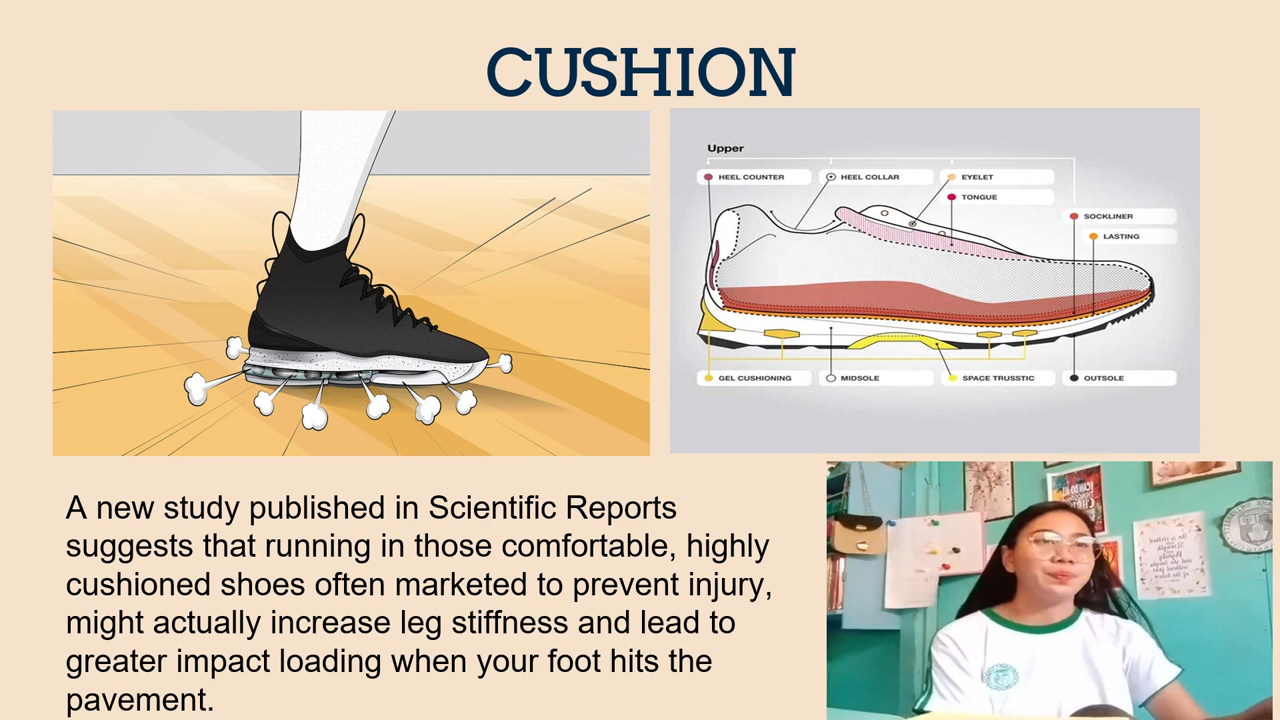 CUSHION
Upper
HEEL COUNTER
HEEL COLLAR
EYELET
TONGUE
SOCKLINER
LASTING
GEL CUSHIONING
MIDSOLE
SPACE TRUSSTIC
OUTSOLE
A new study published in Scientific Reports
suggests that running in those comfortable, highly
cushioned shoes often marketed to prevent injury,
might actually increase leg stiffness and lead to
greater impact loading when your foot hits the
pavement.